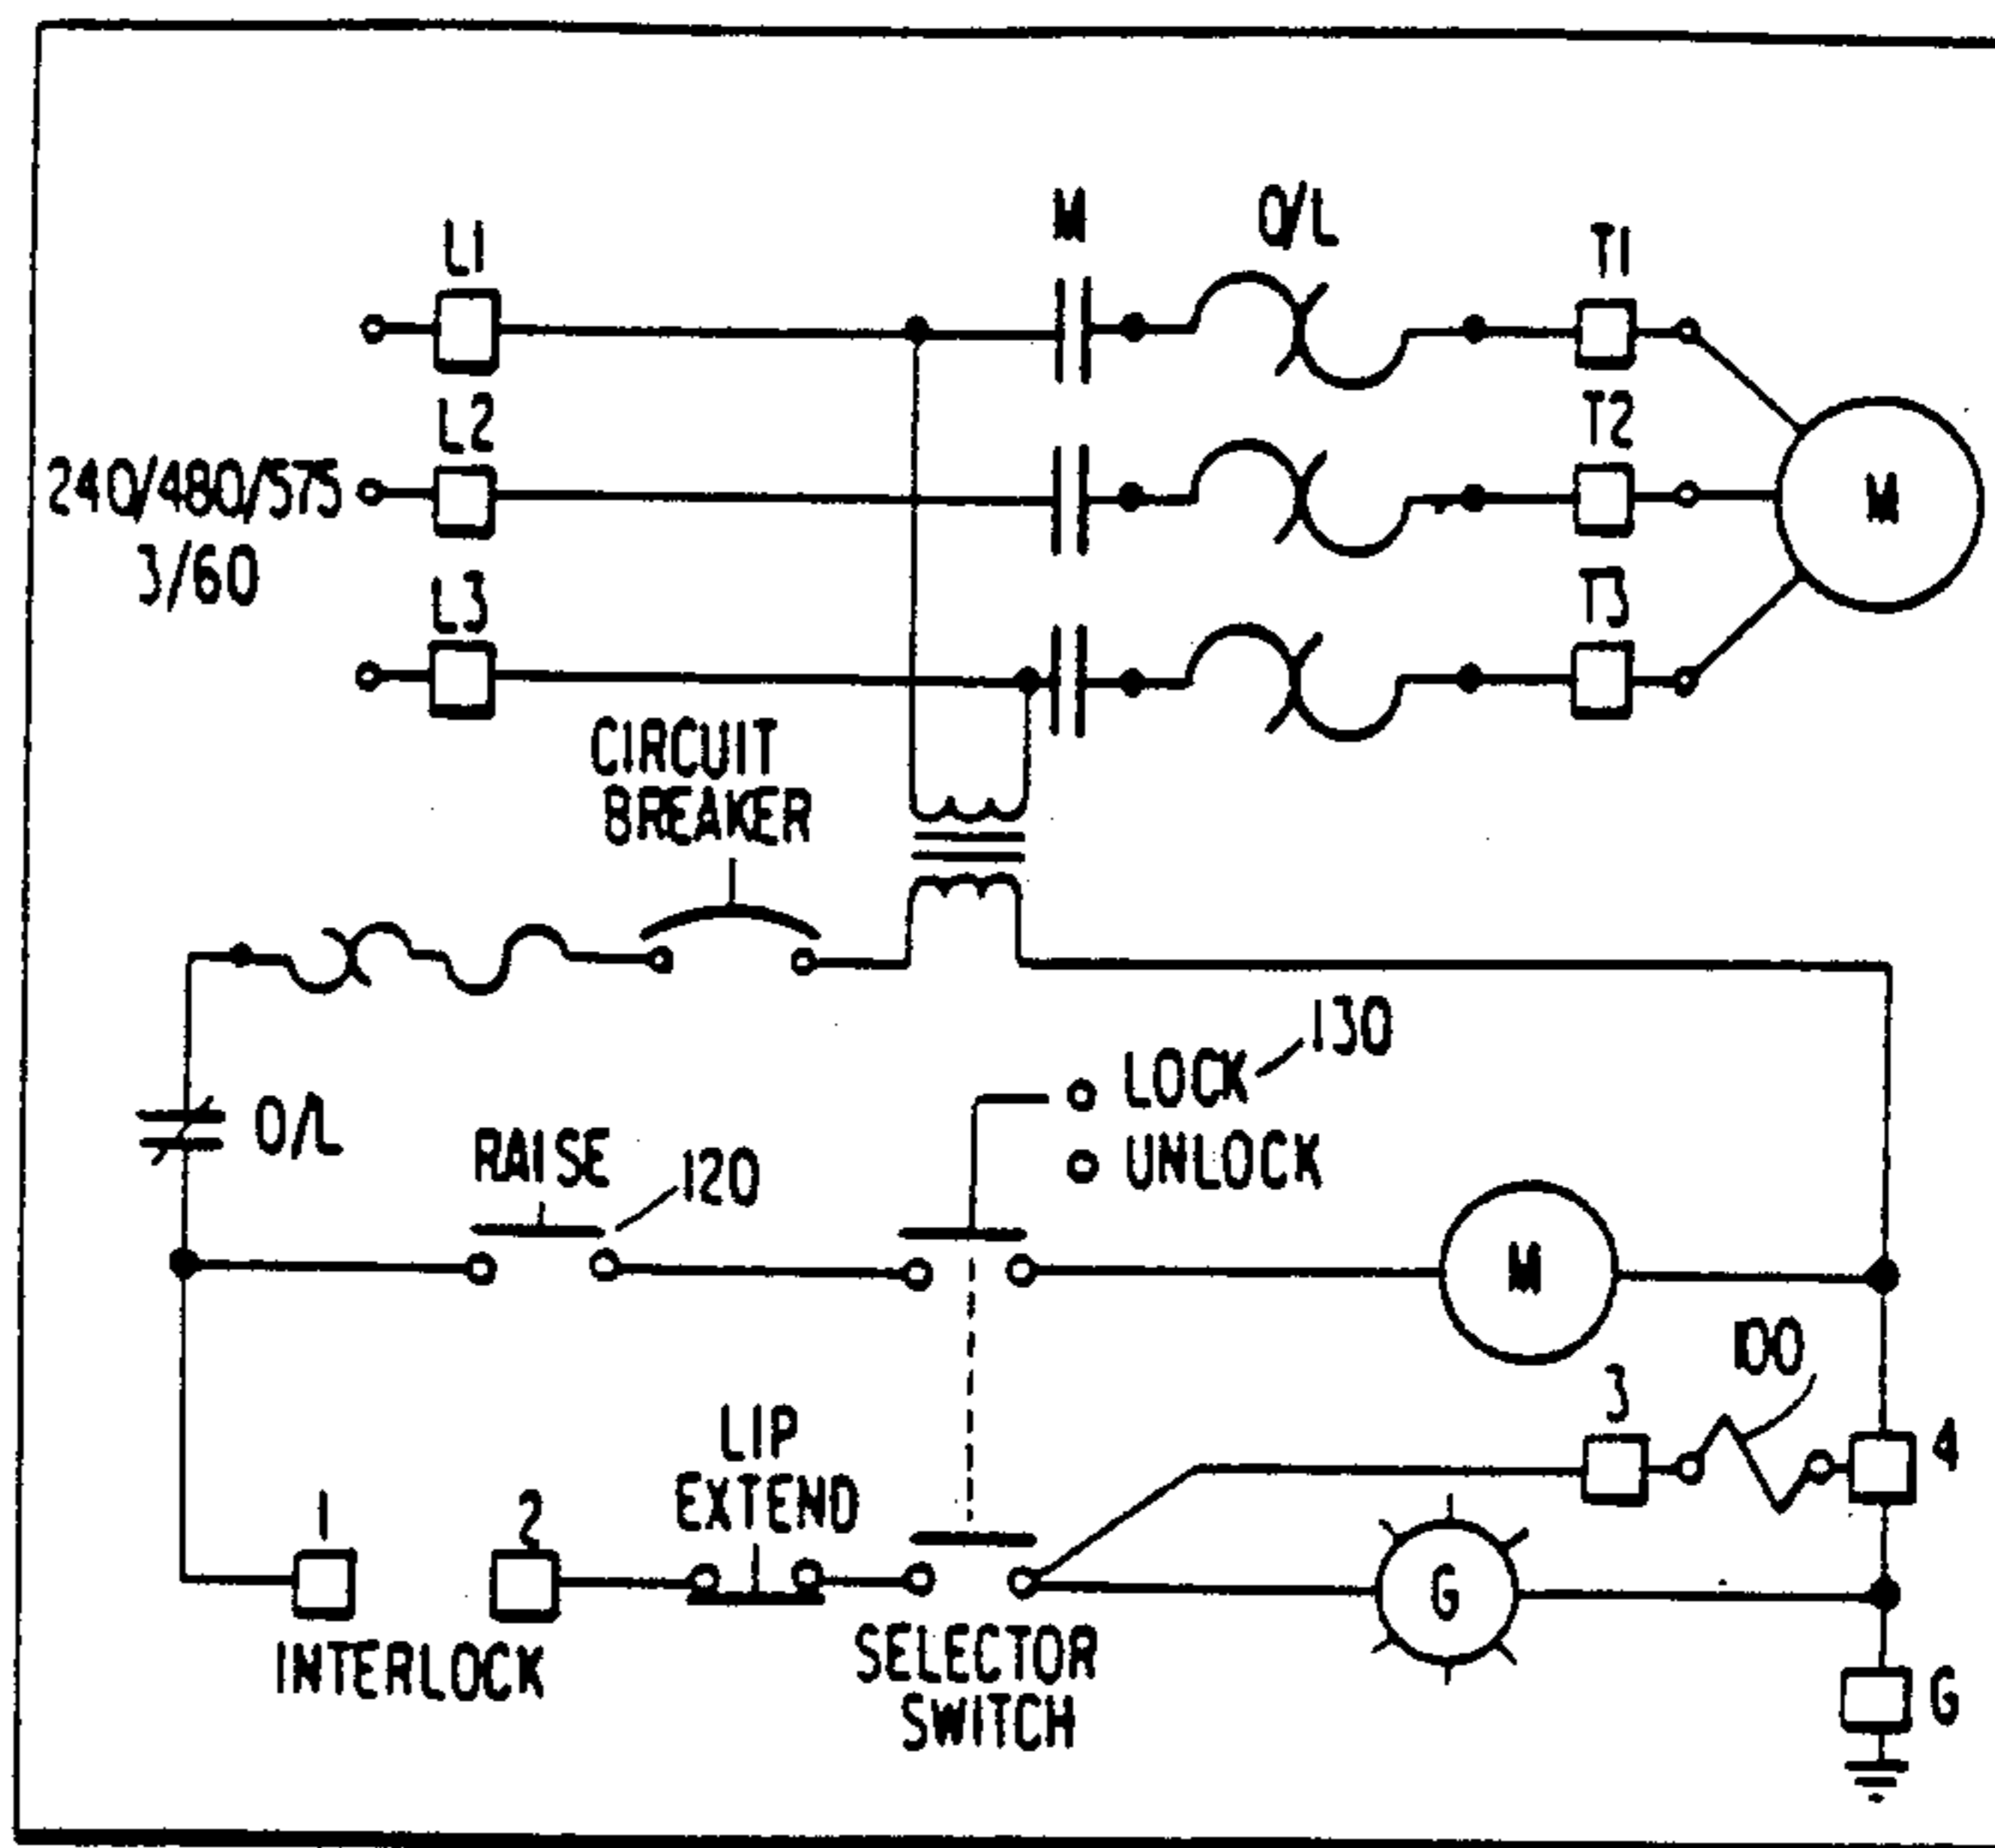 L1
M
O/L
T1
L2
T2
240/480/575
3/60
M
L3
T3
CIRCUIT
BREAKER
130
LOCK
UNLOCK
O/L
RAISE
120
M
100
3
4
LIP
EXTEND
1
2
G
INTERLOCK
SELECTOR
SWITCH
G